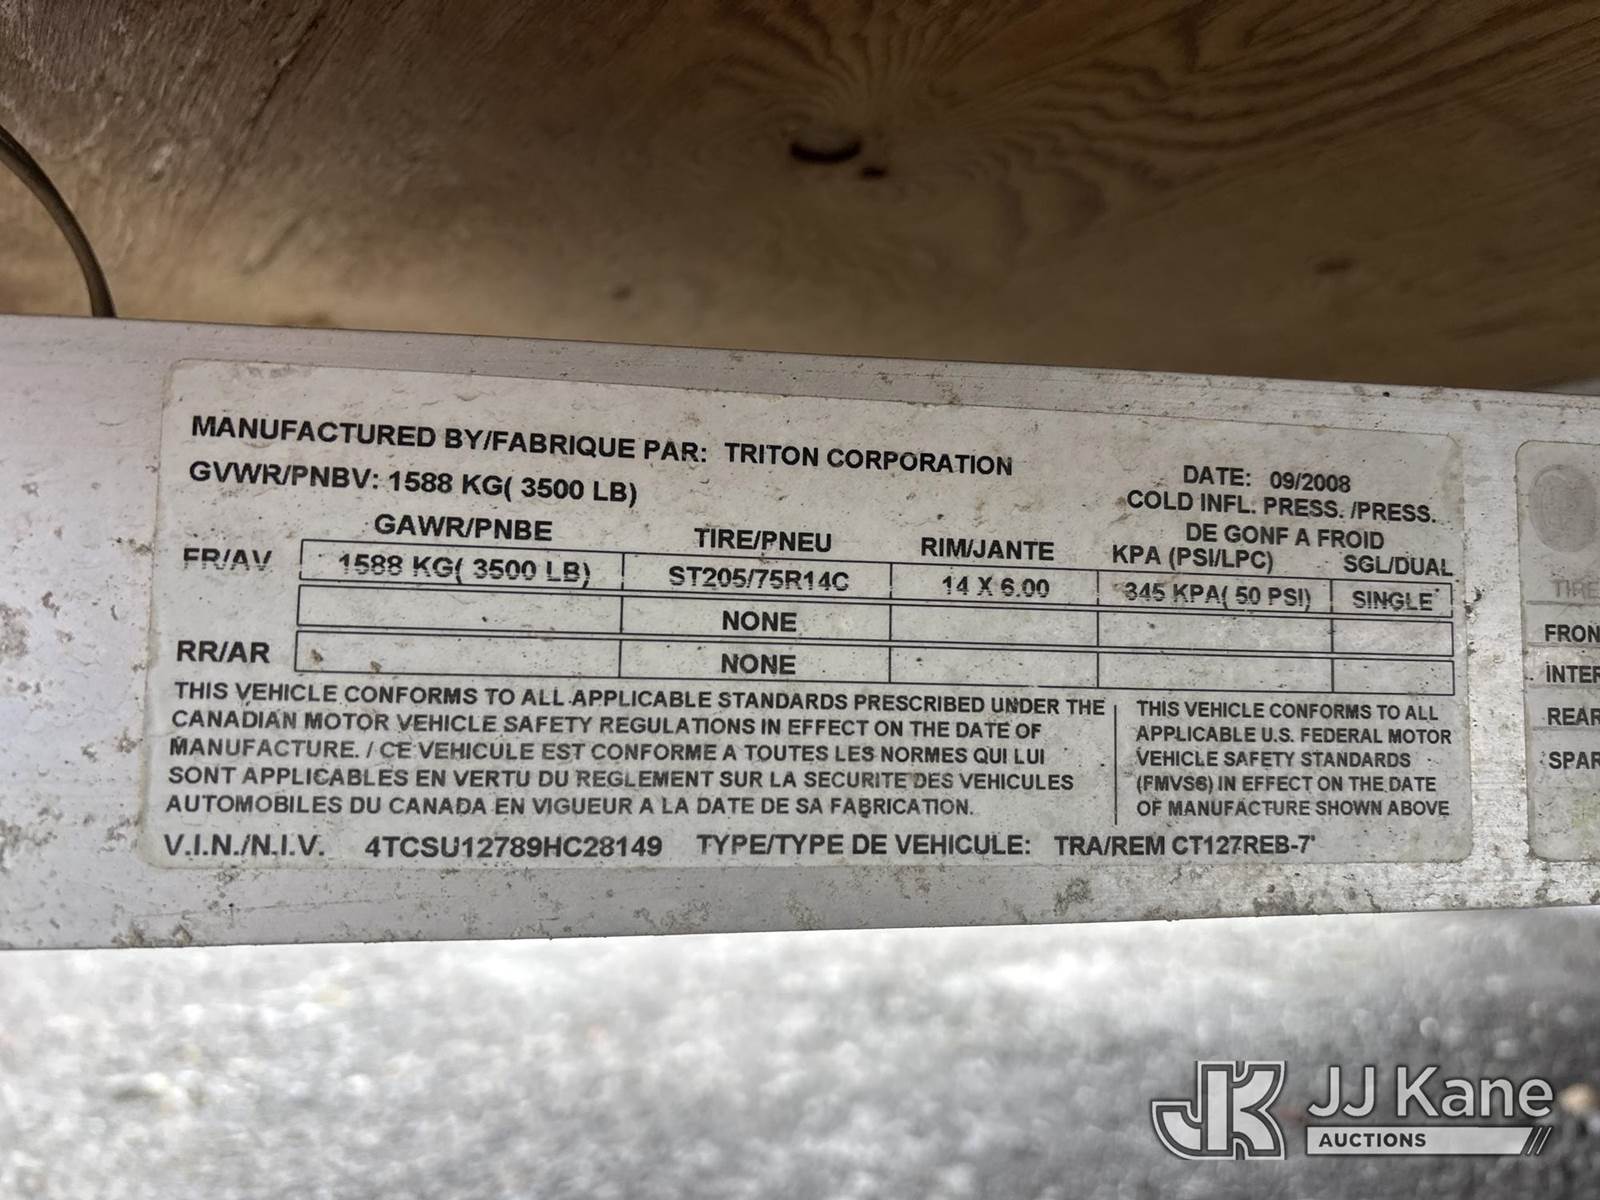 MANUFACTURED BY/FABRIQUE PAR: TRITON CORPORATION
GVWR/PNBV: 1588 KG( 3500 LB)
DATE: 09/2008
COLD INFL. PRESS. /PRESS.
DE GONF A FROID
GAWR/PNBE TIRE/PNEU RIM/JANTE KPA (PSI/LPC) SGL/DUAL
FR/AV 1588 KG( 3500 LB) ST205/75R14C 14 X 6.00 345 KPA( 50 PSI) SINGLE
NONE
RR/AR NONE
THIS VEHICLE CONFORMS TO ALL APPLICABLE STANDARDS PRESCRIBED UNDER THE
CANADIAN MOTOR VEHICLE SAFETY REGULATIONS IN EFFECT ON THE DATE OF
MANUFACTURE. / CE VEHICULE EST CONFORME A TOUTES LES NORMES QUI LUI
SONT APPLICABLES EN VERTU DU REGLEMENT SUR LA SECURITE DES VEHICULES
AUTOMOBILES DU CANADA EN VIGUEUR A LA DATE DE SA FABRICATION.
THIS VEHICLE CONFORMS TO ALL
APPLICABLE U.S. FEDERAL MOTOR
VEHICLE SAFETY STANDARDS
(FMVSS) IN EFFECT ON THE DATE
OF MANUFACTURE SHOWN ABOVE
V.I.N./N.I.V. 4TCSU12789HC28149 TYPE/TYPE DE VEHICULE: TRA/REM CT127REB-7'
TIRE
FRON
INTER
REAR
SPAR
JK JJ Kane
AUCTIONS